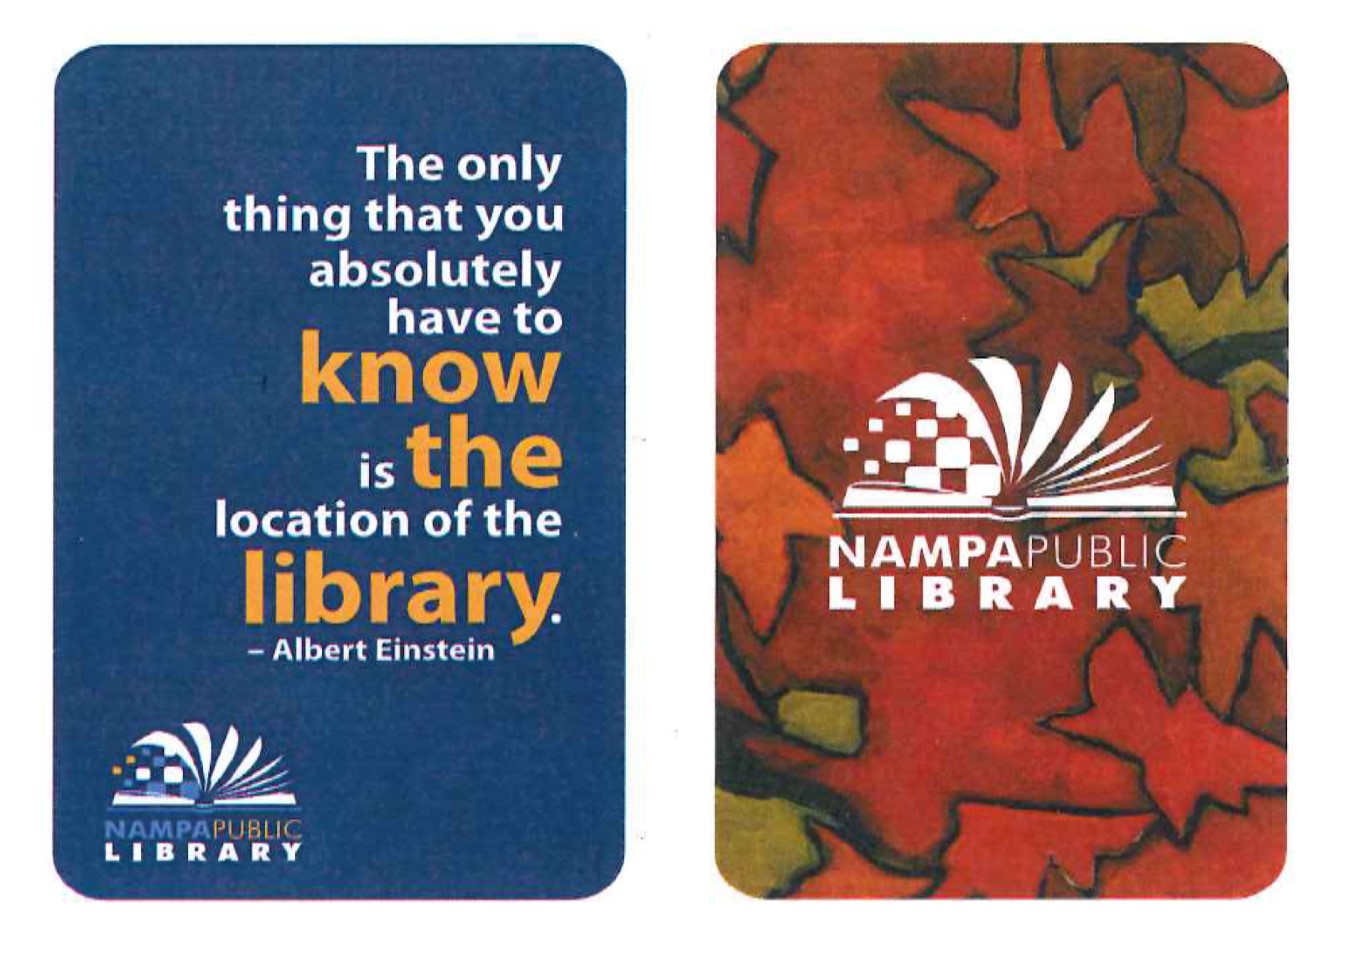 The only
thing that you
absolutely
have to
know
is the
location of the
library.
– Albert Einstein
NAMPAPUBLIC
LIBRARY
NAMPAPUBLIC
LIBRARY